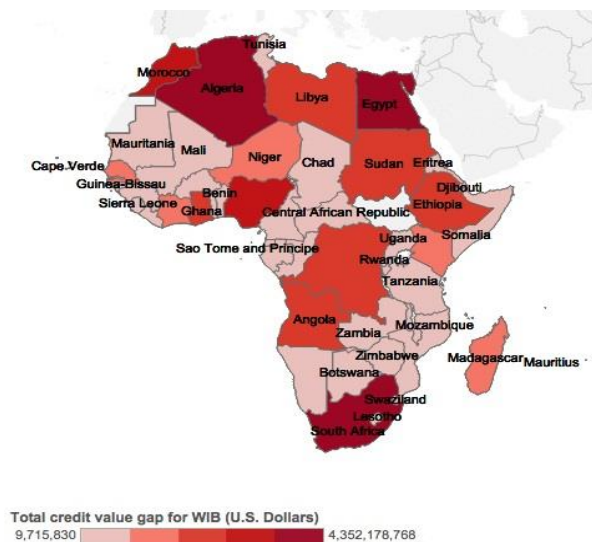 Tunisia
Morocco
Algeria
Libya
Egypt
Mauritania
Mali
Niger
Chad
Sudan
Eritrea
Cape Verde
Guinea-Bissau
Sierra Leone
Ghana
Benin
Central African Republic
Djibouti
Ethiopia
Somalia
Uganda
Sao Tome and Principe
Rwanda
Tanzania
Angola
Zambia
Mozambique
Zimbabwe
Madagascar
Mauritius
Botswana
Swaziland
Lesotho
South Africa
Total credit value gap for WIB (U.S. Dollars)
9,715,830 4,352,178,768